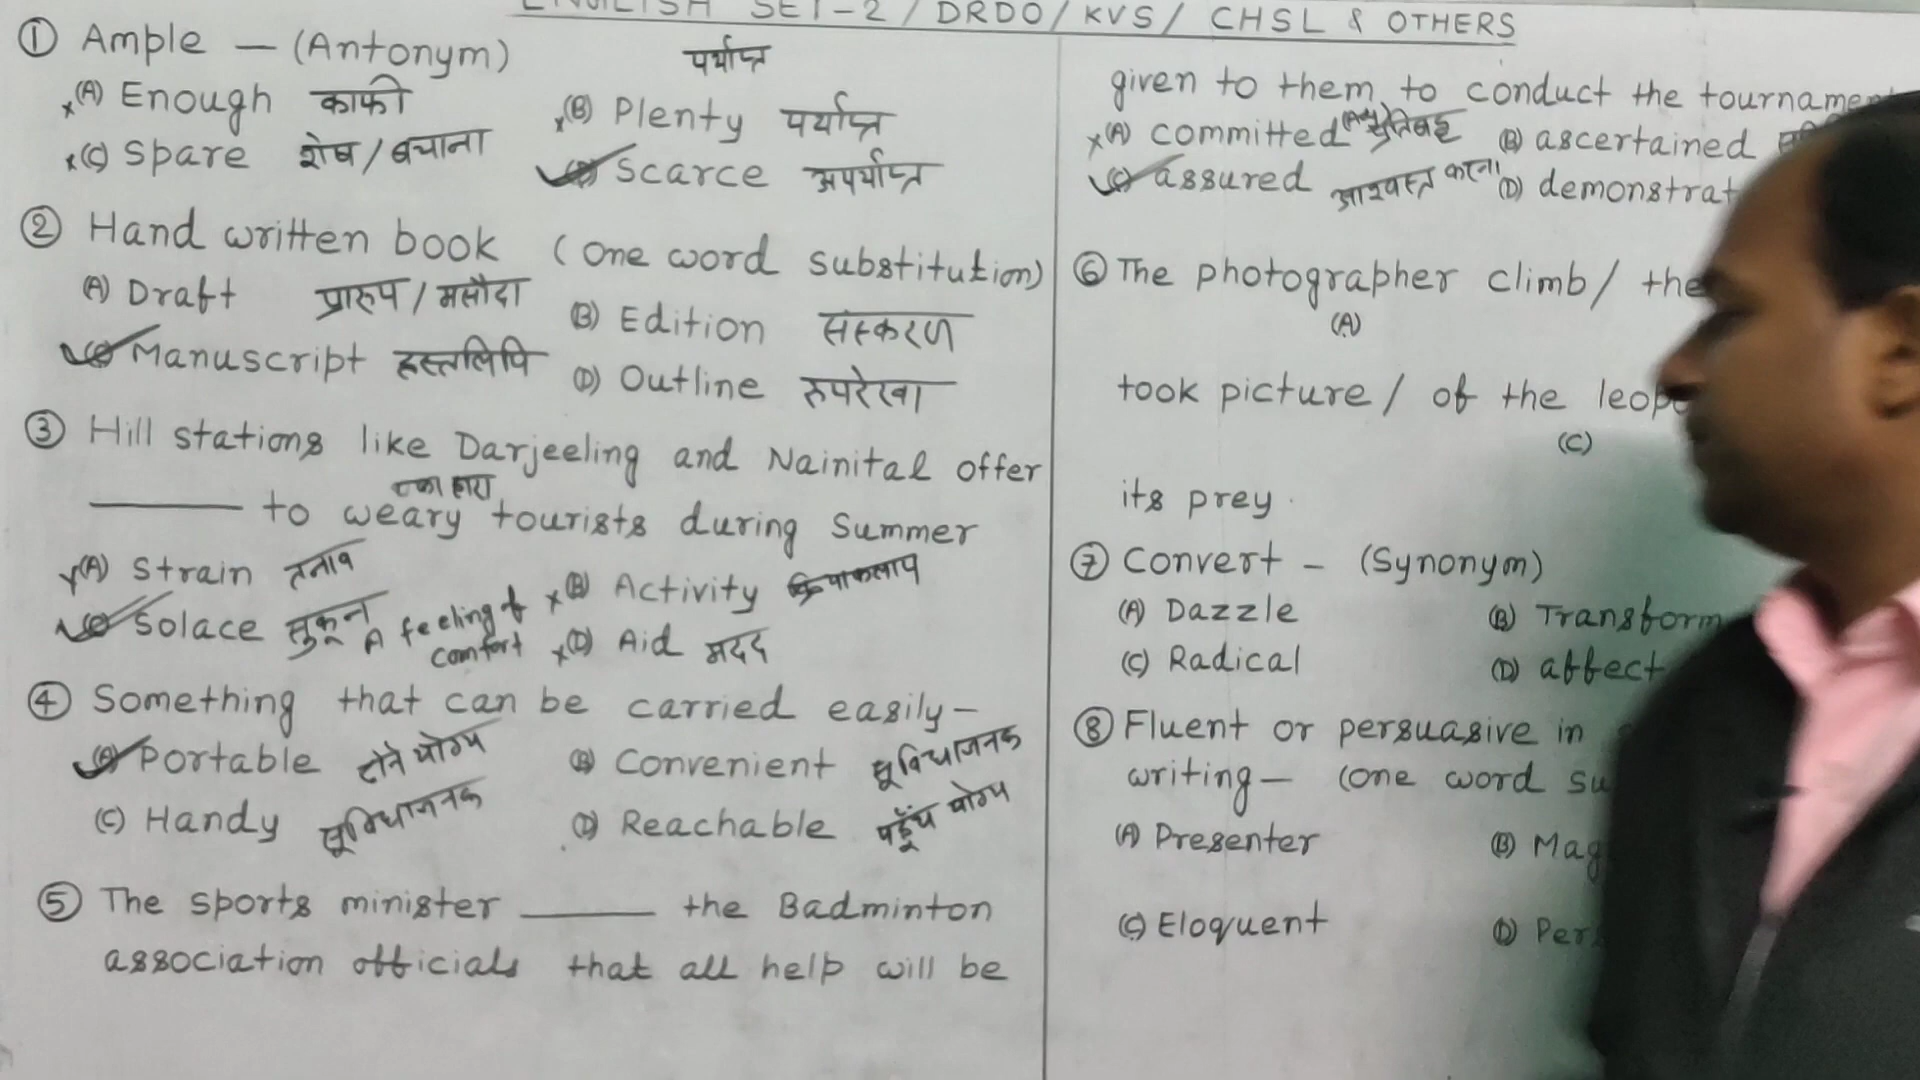 ENGLISH SET-2 / DRDO / KVS / CHSL & OTHERS
① Ample – (Antonym) पर्याप्त
(A) Enough काफी (B) Plenty पर्याप्त
(C) Spare शेष / बचाना Scarce अपर्याप्त
② Hand written book (one word substitution)
(A) Draft प्रारुप / मसौदा (B) Edition संस्करण
Manuscript हस्तलिपि (D) Outline रुपरेखा
③ Hill stations like Darjeeling and Nainital offer
_____ to weary tourists during Summer
(A) Strain तनाव (B) Activity क्रियाकलाप
Solace सुकून A feeling of comfort (D) Aid मदद
④ Something that can be carried easily –
(A) Portable ढोने योग्य (B) Convenient सुविधाजनक
(C) Handy सुविधाजनक (D) Reachable पहुँच योग्य
⑤ The sports minister _____ the Badminton
association officials that all help will be
given to them to conduct the tournament
(A) committed (B) ascertained
(C) assured आश्वस्त करना (D) demonstrat
⑥ The photographer climb / the
(A)
took picture / of the
(C)
its prey.
⑦ Convert – (Synonym)
(A) Dazzle (B) Transform
(C) Radical (D) affect
⑧ Fluent or persuasive in
writing – (one word
(A) Presenter (B) Mag
(C) Eloquent (D) Per